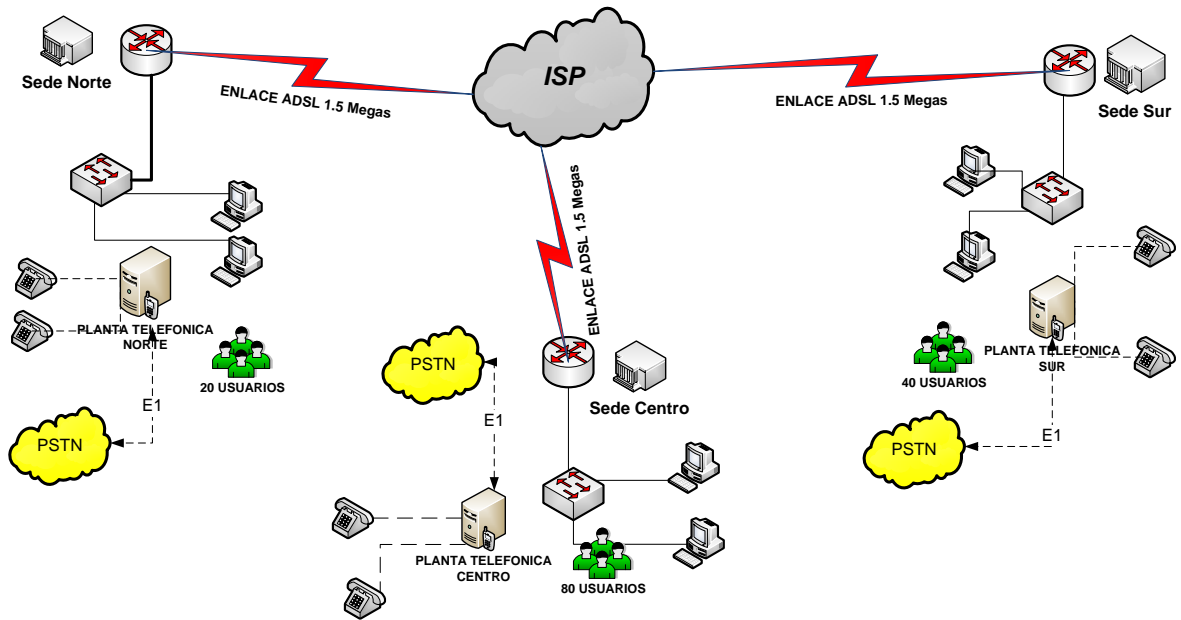 ISP
Sede Norte
ENLACE ADSL 1.5 Megas
ENLACE ADSL 1.5 Megas
Sede Sur
ENLACE ADSL 1.5 Megas
PLANTA TELEFONICA
NORTE
20 USUARIOS
E1
PSTN
PSTN
E1
Sede Centro
PLANTA TELEFONICA
CENTRO
80 USUARIOS
PLANTA TELEFONICA
SUR
40 USUARIOS
E1
PSTN